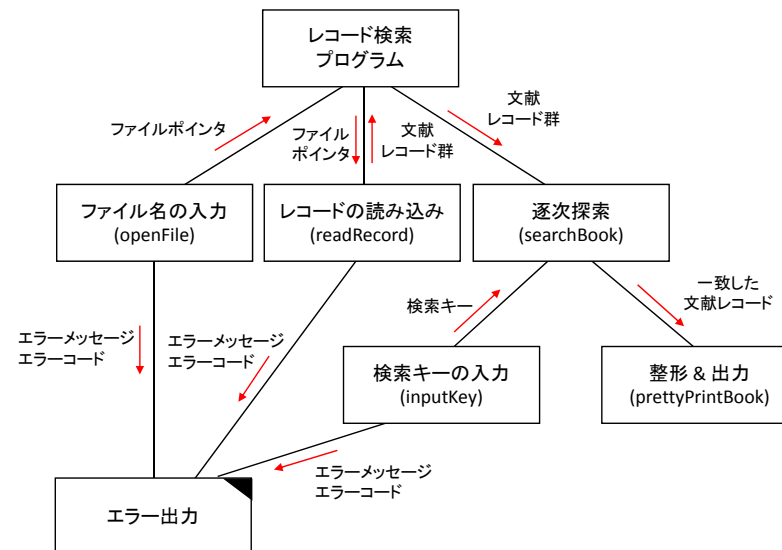 レコード検索
プログラム
ファイルポインタ
ファイル
ポインタ
文献
レコード群
文献
レコード群
ファイル名の入力
(openFile)
レコードの読み込み
(readRecord)
逐次探索
(searchBook)
検索キー
一致した
文献レコード
エラーメッセージ
エラーコード
エラーメッセージ
エラーコード
検索キーの入力
(inputKey)
整形 & 出力
(prettyPrintBook)
エラーメッセージ
エラーコード
エラー出力